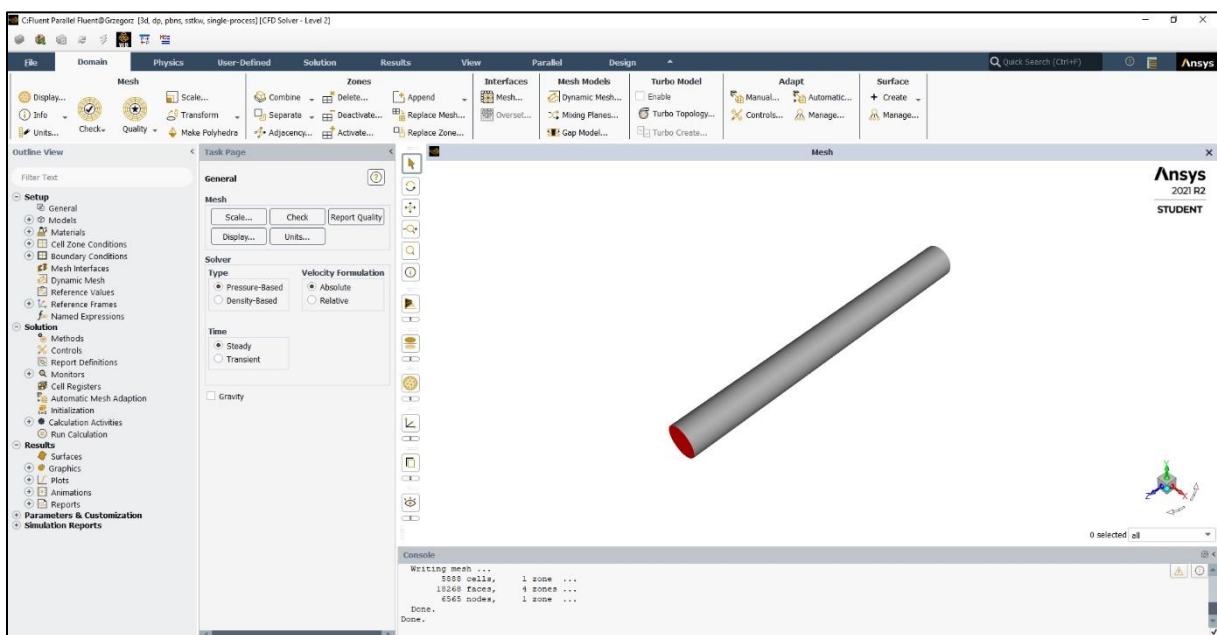 C:Fluent Parallel Fluent@Grzegorz [3d, dp, pbns, sstkw, single-process] [CFD Solver - Level 2]
File Domain Physics User-Defined Solution Results View Parallel Design Quick Search (Ctrl+F) Ansys
Mesh Zones Interfaces Mesh Models Turbo Model Adapt Surface
Display... Scale... Combine Delete... Append Mesh... Dynamic Mesh... Enable Manual... Automatic... + Create
Info Check Quality Transform Separate Deactivate... Replace Mesh... Overset... Mixing Planes... Turbo Topology... Controls... Manage... Manage...
Units... Make Polyhedra Adjacency... Activate... Replace Zone... Gap Model... Turbo Create...
Outline View
Filter Text
Setup
General
Models
Materials
Cell Zone Conditions
Boundary Conditions
Mesh Interfaces
Dynamic Mesh
Reference Values
Reference Frames
Named Expressions
Solution
Methods
Controls
Report Definitions
Monitors
Cell Registers
Automatic Mesh Adaption
Initialization
Calculation Activities
Run Calculation
Results
Surfaces
Graphics
Plots
Animations
Reports
Parameters & Customization
Simulation Reports
Task Page
General
Mesh
Scale... Check Report Quality
Display... Units...
Solver
Type Velocity Formulation
Pressure-Based Absolute
Density-Based Relative
Time
Steady
Transient
Gravity
Mesh
Ansys
2021 R2
STUDENT
Y
Z X
0 selected all
Console
Writing mesh ...
5888 cells, 1 zone ...
18268 faces, 4 zones ...
6565 nodes, 1 zone ...
Done.
Done.